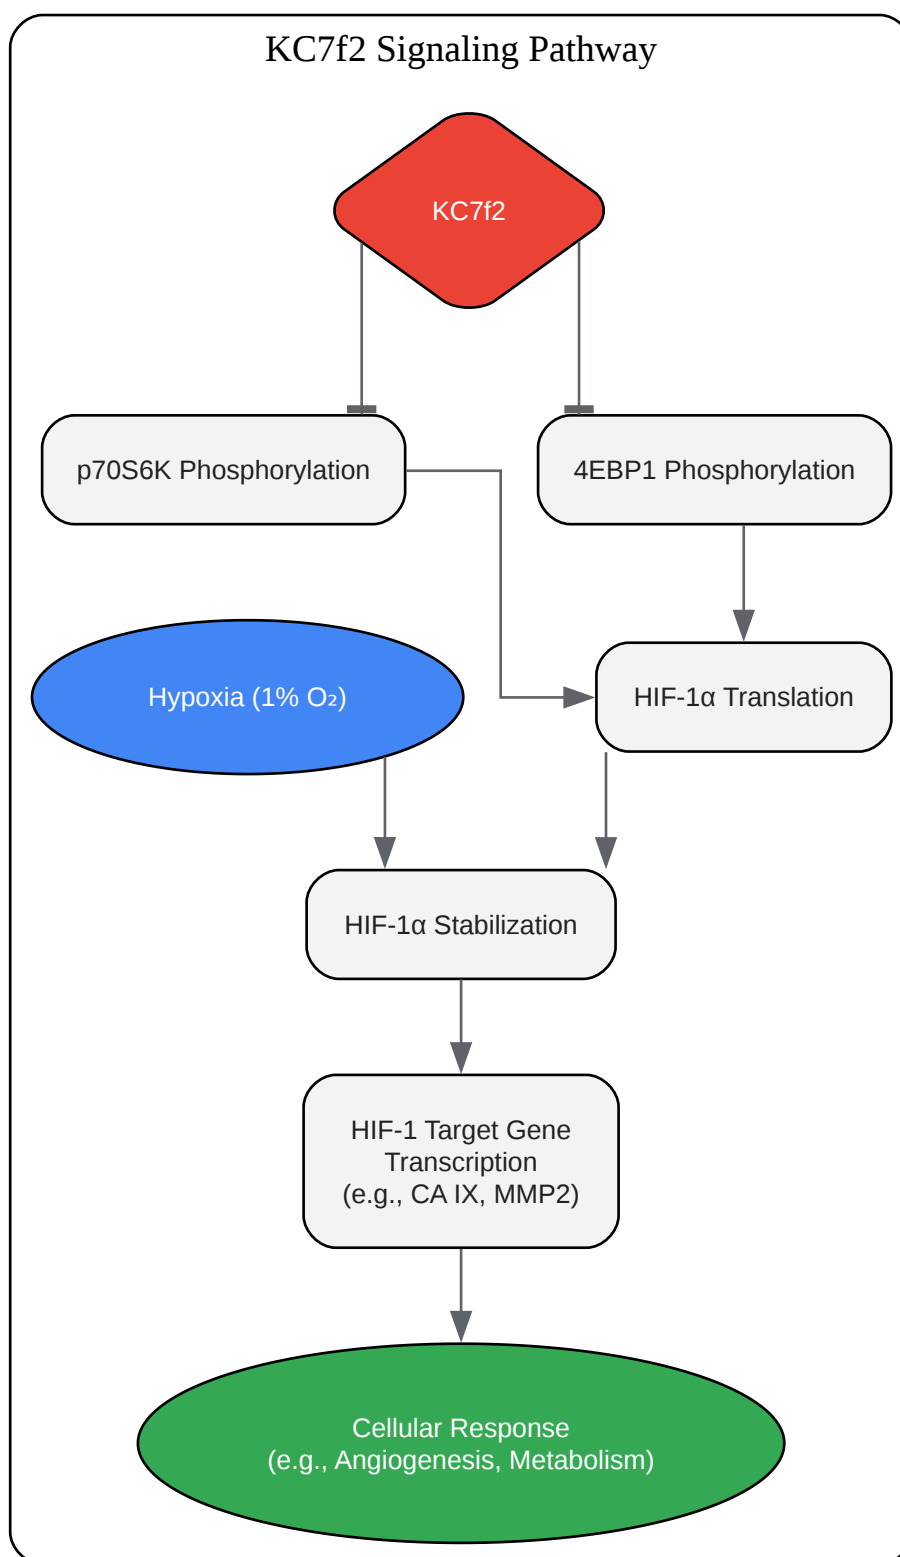 KC7f2 Signaling Pathway
KC7f2
p70S6K Phosphorylation
4EBP1 Phosphorylation
Hypoxia (1% O₂)
HIF-1α Translation
HIF-1α Stabilization
HIF-1 Target Gene
Transcription
(e.g., CA IX, MMP2)
Cellular Response
(e.g., Angiogenesis, Metabolism)